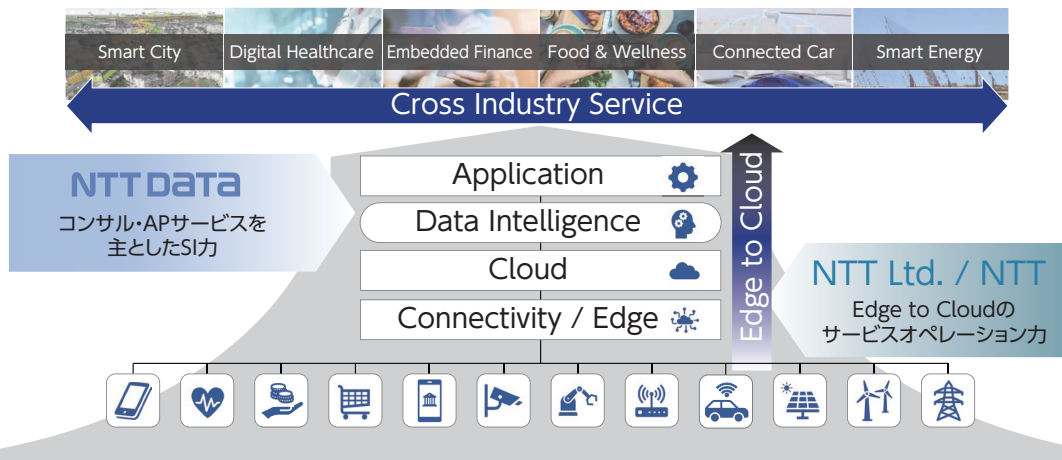 Smart City
Digital Healthcare
Embedded Finance
Food & Wellness
Connected Car
Smart Energy
Cross Industry Service
NTT DATA
コンサル・APサービスを
主としたSI力
Application
Data Intelligence
Cloud
Connectivity / Edge
Edge to Cloud
NTT Ltd. / NTT
Edge to Cloudの
サービスオペレーション力